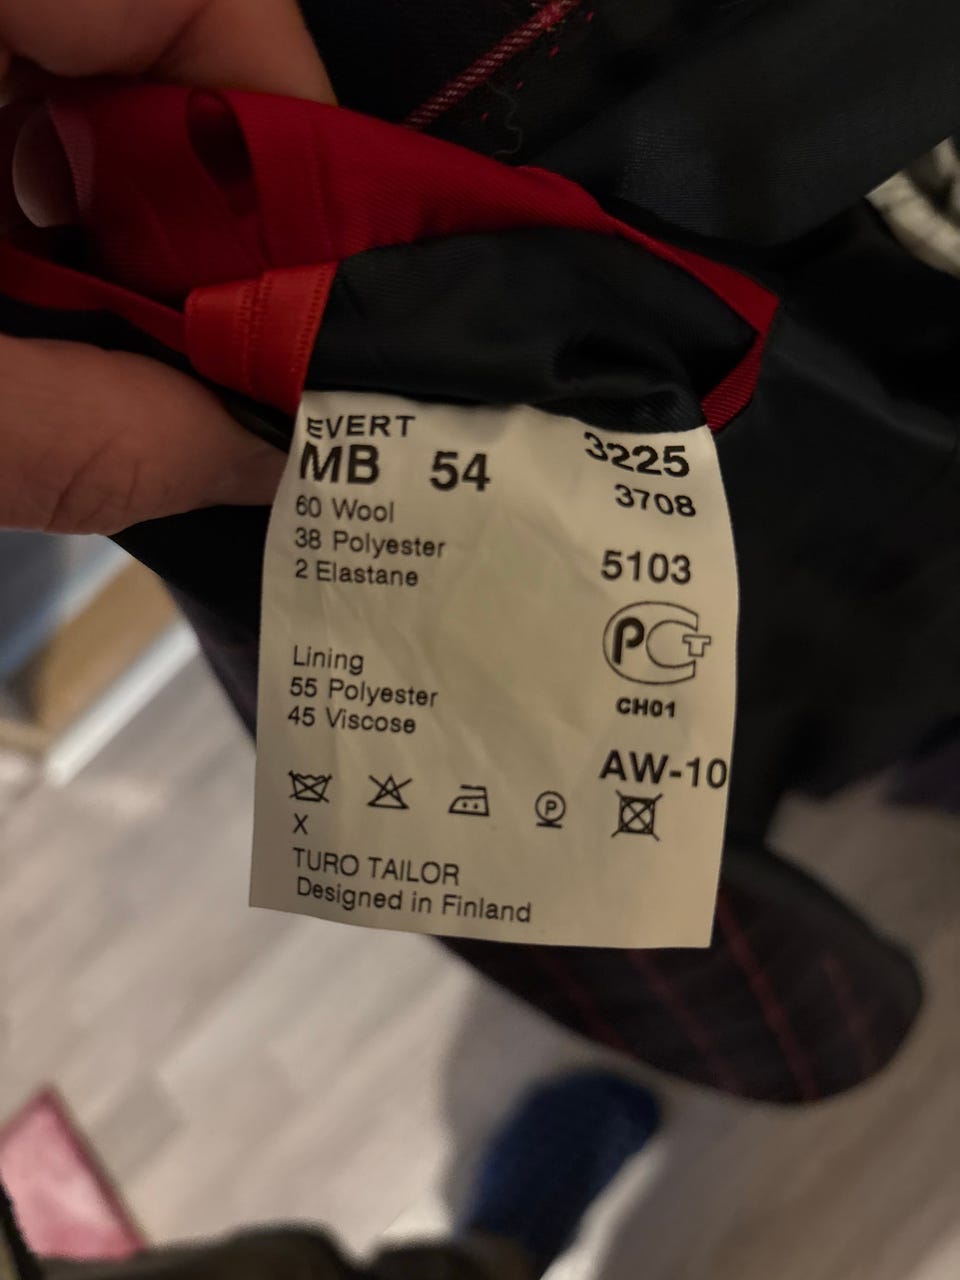 EVERT
MB 54
3225
3708
60 Wool
38 Polyester
2 Elastane
5103
Lining
55 Polyester
45 Viscose
PCT
CH01
AW-10
P
X
TURO TAILOR
Designed in Finland